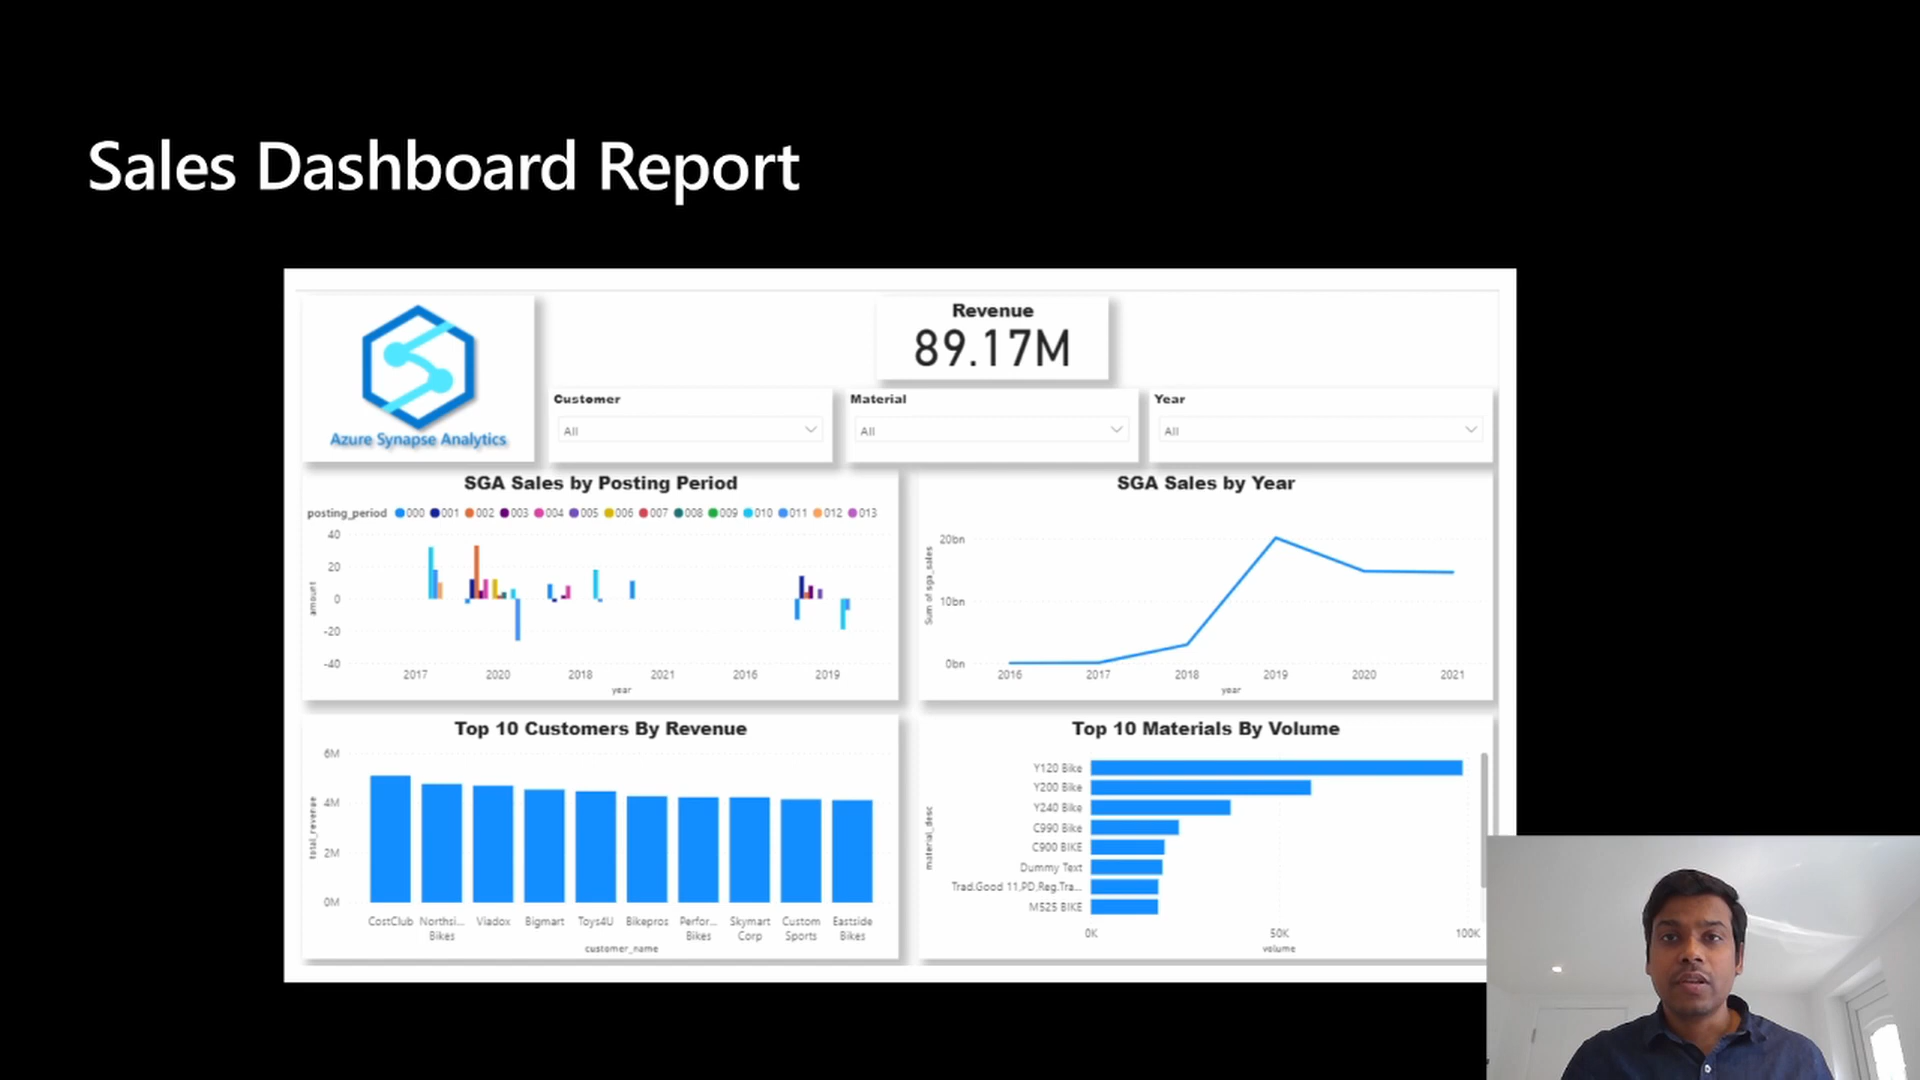 Sales Dashboard Report
Azure Synapse Analytics
Revenue
89.17M
Customer
All
Material
All
Year
All
SGA Sales by Posting Period
posting_period 000 001 002 003 004 005 006 007 008 009 010 011 012 013
amount
40
20
0
-20
-40
2017 2020 2018 2021 2016 2019
year
SGA Sales by Year
Sum of sga_sales
20bn
10bn
0bn
2016 2017 2018 2019 2020 2021
year
Top 10 Customers By Revenue
total_revenue
6M
4M
2M
0M
CostClub Northsi... Viadox Bigmart Toys4U Bikepros Perfor... Skymart Custom Eastside
Bikes Bikes Corp Sports Bikes
customer_name
Top 10 Materials By Volume
material_desc
Y120 Bike
Y200 Bike
Y240 Bike
C990 Bike
C900 BIKE
Dummy Text
Trad.Good 11,PD,Reg.Tra...
M525 BIKE
0K 50K 100K
volume